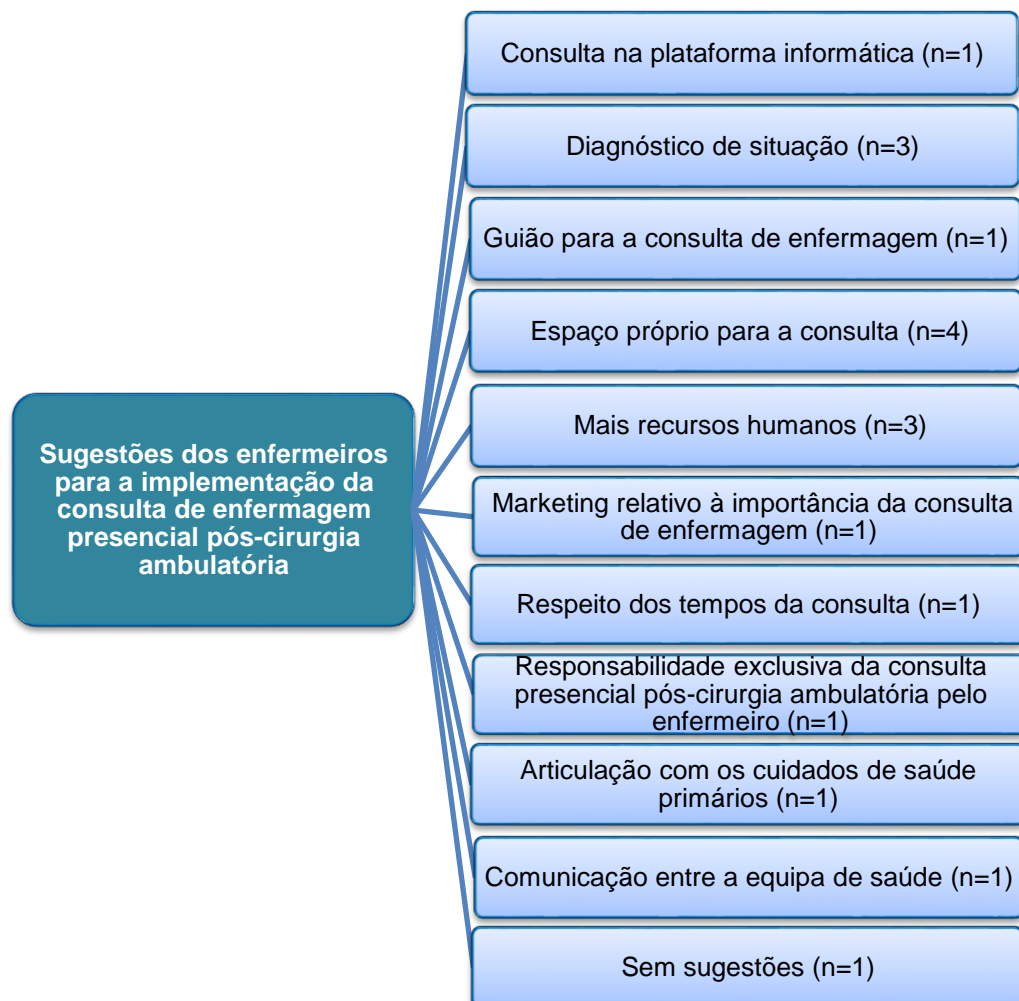 Consulta na plataforma informática (n=1)
Diagnóstico de situação (n=3)
Guião para a consulta de enfermagem (n=1)
Espaço próprio para a consulta (n=4)
Sugestões dos enfermeiros
para a implementação da
consulta de enfermagem
presencial pós-cirurgia
ambulatória
Mais recursos humanos (n=3)
Marketing relativo à importância da consulta
de enfermagem (n=1)
Respeito dos tempos da consulta (n=1)
Responsabilidade exclusiva da consulta
presencial pós-cirurgia ambulatória pelo
enfermeiro (n=1)
Articulação com os cuidados de saúde
primários (n=1)
Comunicação entre a equipa de saúde (n=1)
Sem sugestões (n=1)